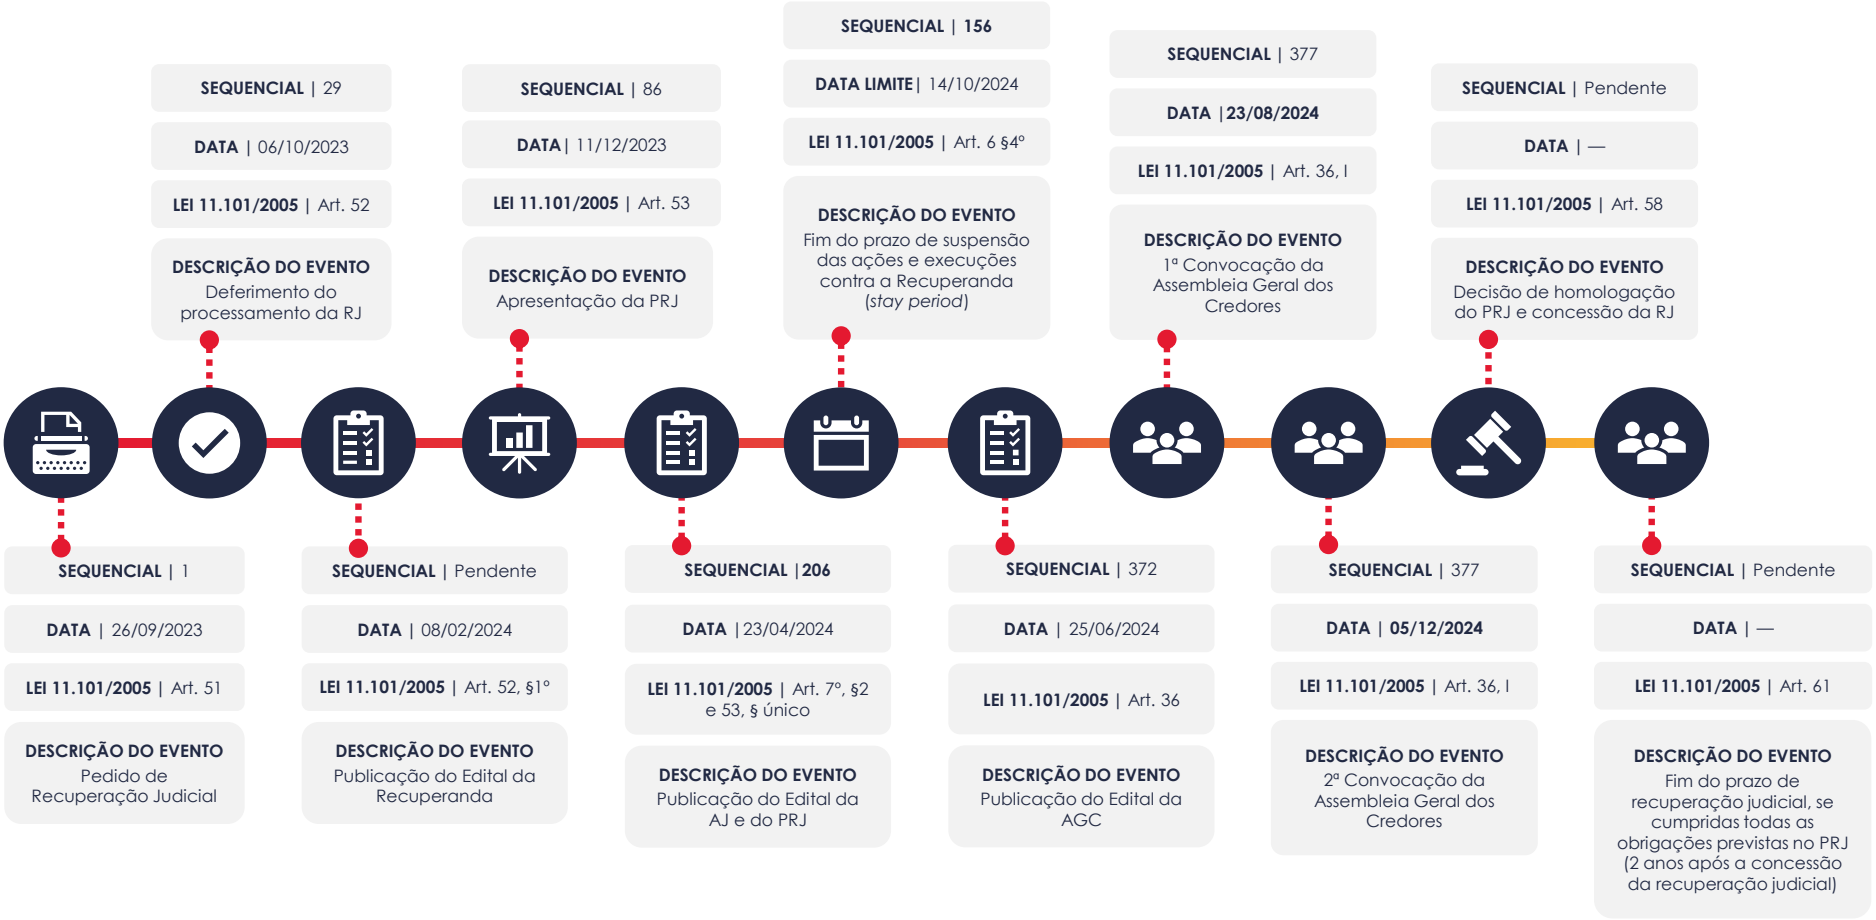 SEQUENCIAL | 29
DATA | 06/10/2023
LEI 11.101/2005 | Art. 52
DESCRIÇÃO DO EVENTO
Deferimento do
processamento da RJ
SEQUENCIAL | 86
DATA| 11/12/2023
LEI 11.101/2005 | Art. 53
DESCRIÇÃO DO EVENTO
Apresentação da PRJ
SEQUENCIAL | 156
DATA LIMITE| 14/10/2024
LEI 11.101/2005 | Art. 6 §4º
DESCRIÇÃO DO EVENTO
Fim do prazo de suspensão
das ações e execuções
contra a Recuperanda
(stay period)
SEQUENCIAL | 377
DATA |23/08/2024
LEI 11.101/2005 | Art. 36, I
DESCRIÇÃO DO EVENTO
1ª Convocação da
Assembleia Geral dos
Credores
SEQUENCIAL | Pendente
DATA | —
LEI 11.101/2005 | Art. 58
DESCRIÇÃO DO EVENTO
Decisão de homologação
do PRJ e concessão da RJ
SEQUENCIAL | 1
DATA | 26/09/2023
LEI 11.101/2005 | Art. 51
DESCRIÇÃO DO EVENTO
Pedido de
Recuperação Judicial
SEQUENCIAL | Pendente
DATA | 08/02/2024
LEI 11.101/2005 | Art. 52, §1º
DESCRIÇÃO DO EVENTO
Publicação do Edital da
Recuperanda
SEQUENCIAL |206
DATA |23/04/2024
LEI 11.101/2005 | Art. 7º, §2
e 53, § único
DESCRIÇÃO DO EVENTO
Publicação do Edital da
AJ e do PRJ
SEQUENCIAL | 372
DATA | 25/06/2024
LEI 11.101/2005 | Art. 36
DESCRIÇÃO DO EVENTO
Publicação do Edital da
AGC
SEQUENCIAL | 377
DATA | 05/12/2024
LEI 11.101/2005 | Art. 36, I
DESCRIÇÃO DO EVENTO
2ª Convocação da
Assembleia Geral dos
Credores
SEQUENCIAL | Pendente
DATA | —
LEI 11.101/2005 | Art. 61
DESCRIÇÃO DO EVENTO
Fim do prazo de
recuperação judicial, se
cumpridas todas as
obrigações previstas no PRJ
(2 anos após a concessão
da recuperação judicial)